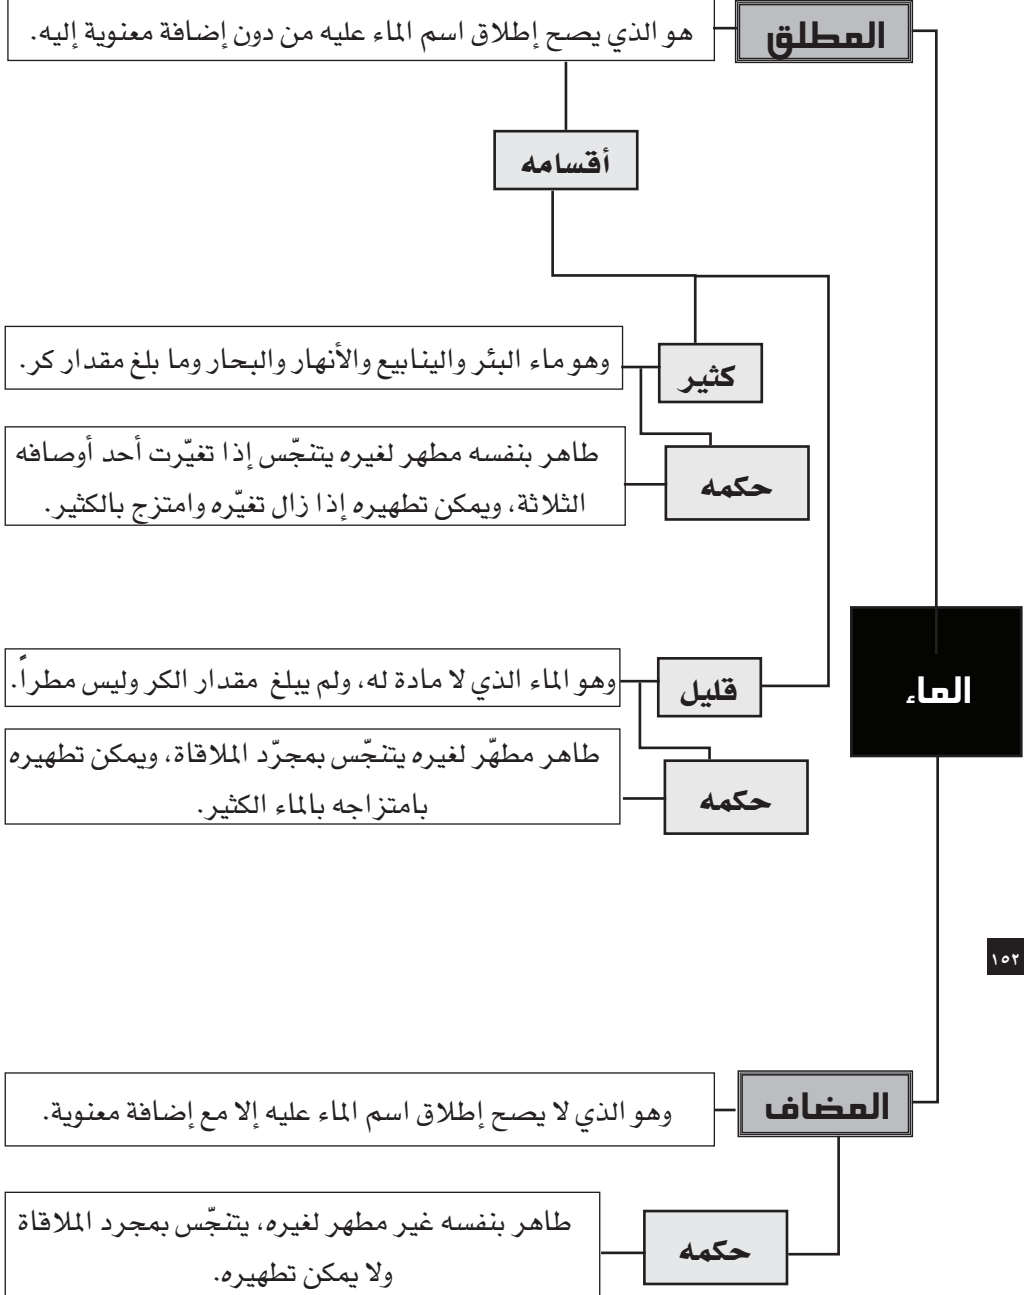 المطلق
هو الذي يصح إطلاق اسم الماء عليه من دون إضافة معنوية إليه.
أقسامه
كثير
وهو ماء البئر والينابيع والأنهار والبحار وما بلغ مقدار كر.
حكمه
طاهر بنفسه مطهر لغيره يتنجّس إذا تغيّرت أحد أوصافه
الثلاثة، ويمكن تطهيره إذا زال تغيّره وامتزج بالكثير.
الماء
قليل
وهو الماء الذي لا مادة له، ولم يبلغ مقدار الكر وليس مطراً.
حكمه
طاهر مطهّر لغيره يتنجّس بمجرّد الملاقاة، ويمكن تطهيره
بامتزاجه بالماء الكثير.
١٥٢
المضاف
وهو الذي لا يصح إطلاق اسم الماء عليه إلا مع إضافة معنوية.
حكمه
طاهر بنفسه غير مطهر لغيره، يتنجّس بمجرد الملاقاة
ولا يمكن تطهيره.